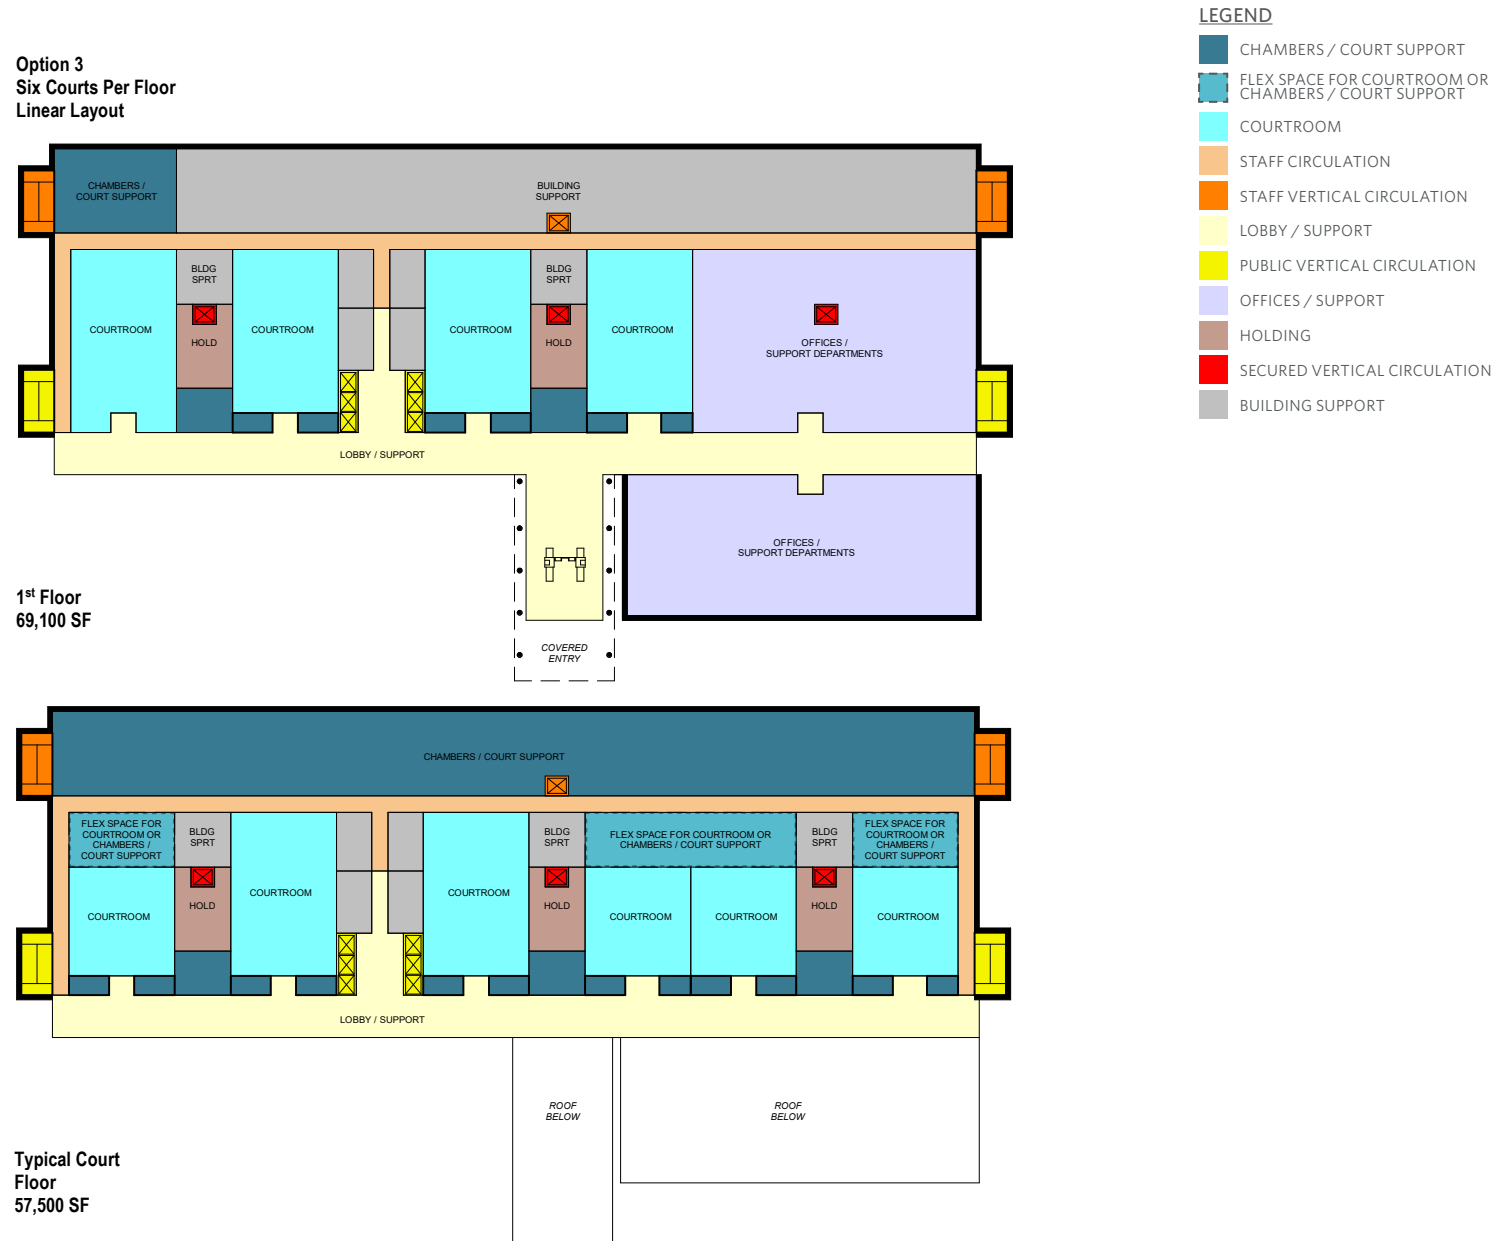 Option 3
Six Courts Per Floor
Linear Layout
LEGEND
CHAMBERS / COURT SUPPORT
FLEX SPACE FOR COURTROOM OR
CHAMBERS / COURT SUPPORT
COURTROOM
STAFF CIRCULATION
STAFF VERTICAL CIRCULATION
LOBBY / SUPPORT
PUBLIC VERTICAL CIRCULATION
OFFICES / SUPPORT
HOLDING
SECURED VERTICAL CIRCULATION
BUILDING SUPPORT
CHAMBERS /
COURT SUPPORT
BUILDING
SUPPORT
BLDG
SPRT
BLDG
SPRT
COURTROOM
HOLD
COURTROOM
COURTROOM
HOLD
COURTROOM
OFFICES /
SUPPORT DEPARTMENTS
LOBBY / SUPPORT
OFFICES /
SUPPORT DEPARTMENTS
COVERED
ENTRY
1st Floor
69,100 SF
CHAMBERS / COURT SUPPORT
FLEX SPACE FOR
COURTROOM OR
CHAMBERS /
COURT SUPPORT
BLDG
SPRT
BLDG
SPRT
FLEX SPACE FOR COURTROOM OR
CHAMBERS / COURT SUPPORT
BLDG
SPRT
FLEX SPACE FOR
COURTROOM OR
CHAMBERS /
COURT SUPPORT
COURTROOM
HOLD
COURTROOM
COURTROOM
HOLD
COURTROOM
COURTROOM
HOLD
COURTROOM
LOBBY / SUPPORT
ROOF
BELOW
ROOF
BELOW
Typical Court
Floor
57,500 SF